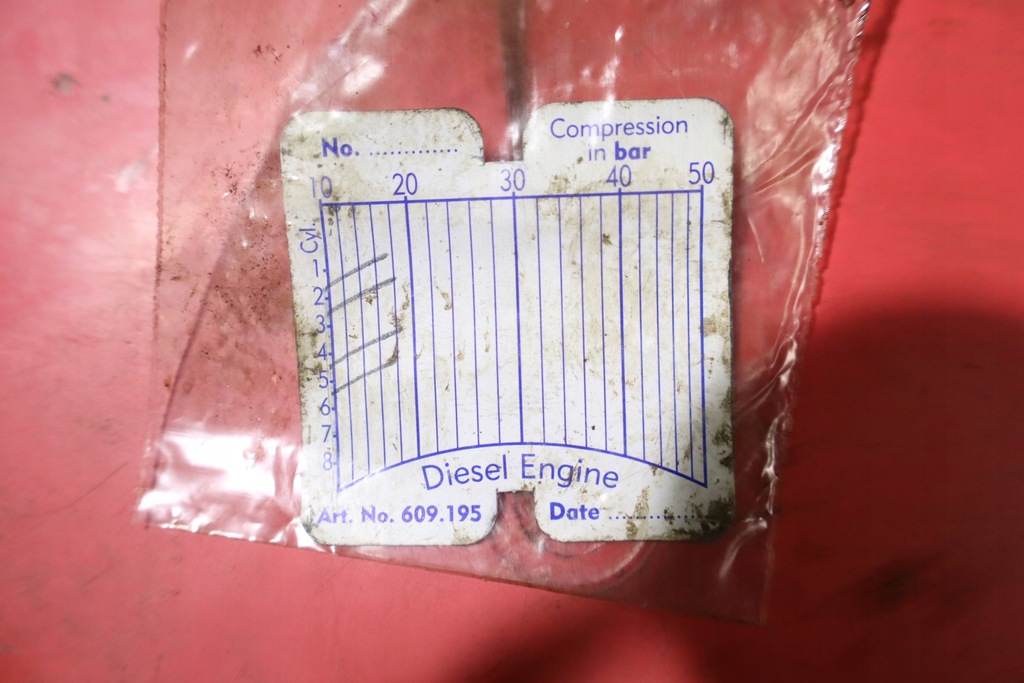 No. .............
Compression
in bar
10 20 30 40 50
Cyl.
1
2
3
4
5
6
7
8
Diesel Engine
Art. No. 609.195
Date .............